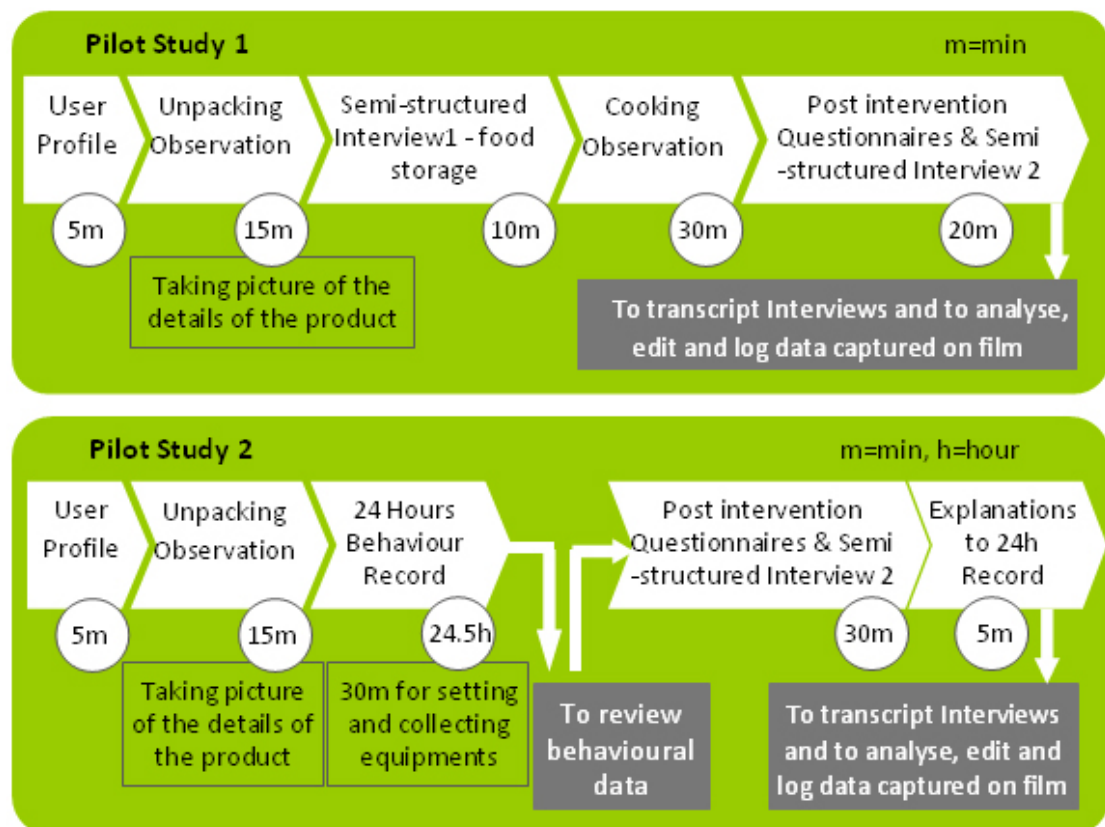 Pilot Study 1
m=min
User
Profile
Unpacking
Observation
Semi-structured
Interview1 - food
storage
Cooking
Observation
Post intervention
Questionnaires & Semi
-structured Interview 2
5m
15m
10m
30m
20m
Taking picture of the
details of the product
To transcript Interviews and to analyse,
edit and log data captured on film
Pilot Study 2
m=min, h=hour
User
Profile
Unpacking
Observation
24 Hours
Behaviour
Record
Post intervention
Questionnaires & Semi
-structured Interview 2
Explanations
to 24h
Record
5m
15m
24.5h
30m
5m
Taking picture
of the details of
the product
30m for setting
and collecting
equipments
To review
behavioural
data
To transcript Interviews
and to analyse, edit and
log data captured on film